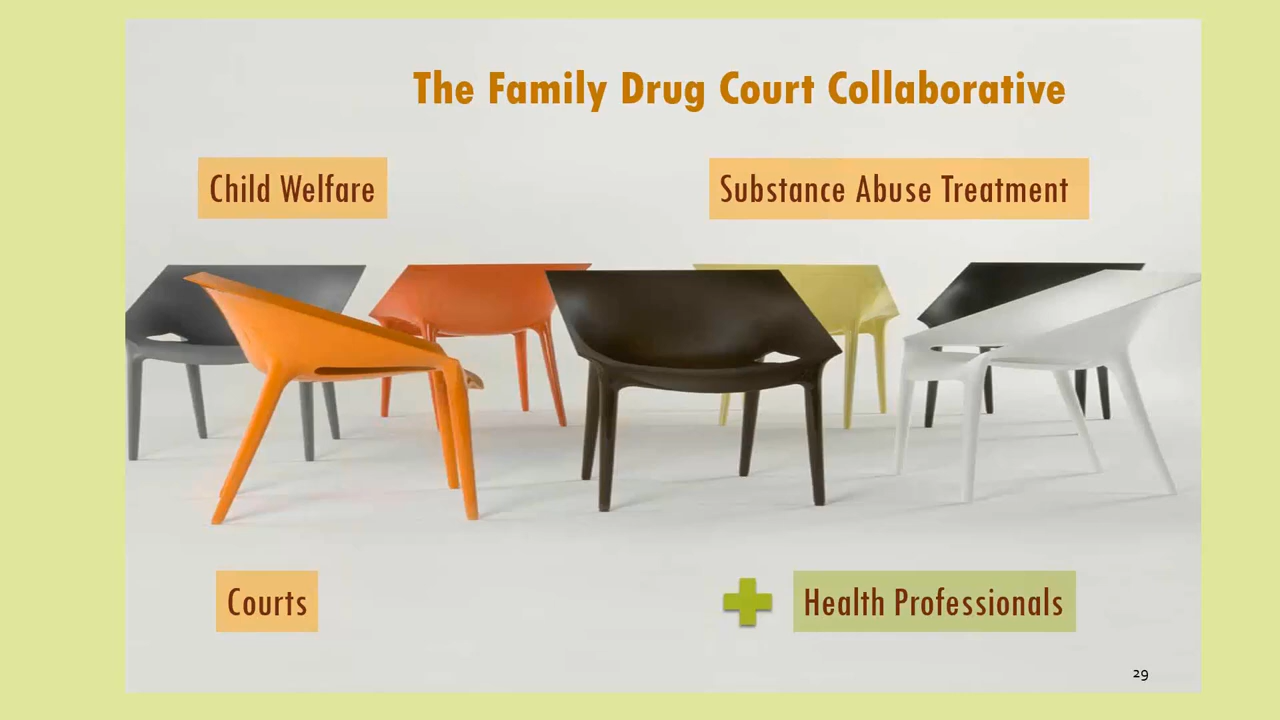 The Family Drug Court Collaborative
Child Welfare
Substance Abuse Treatment
Courts
Health Professionals
29